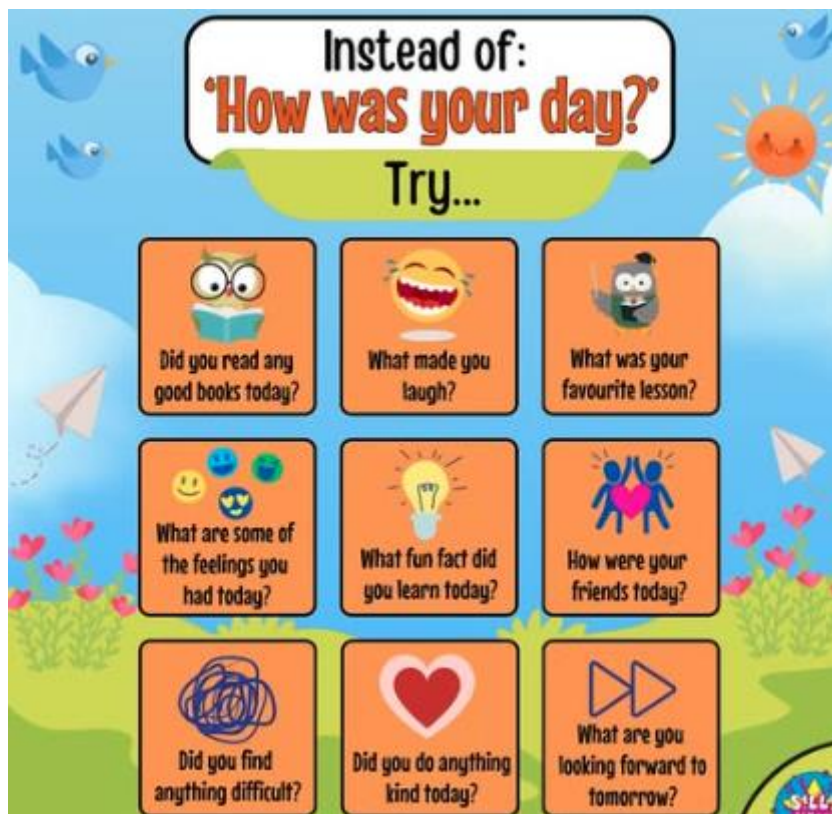 Instead of:
‘How was your day?’
Try...
Did you read any
good books today?
What made you
laugh?
What was your
favourite lesson?
What are some of
the feelings you
had today?
What fun fact did
you learn today?
How were your
friends today?
Did you find
anything difficult?
Did you do anything
kind today?
What are you
looking forward to
tomorrow?